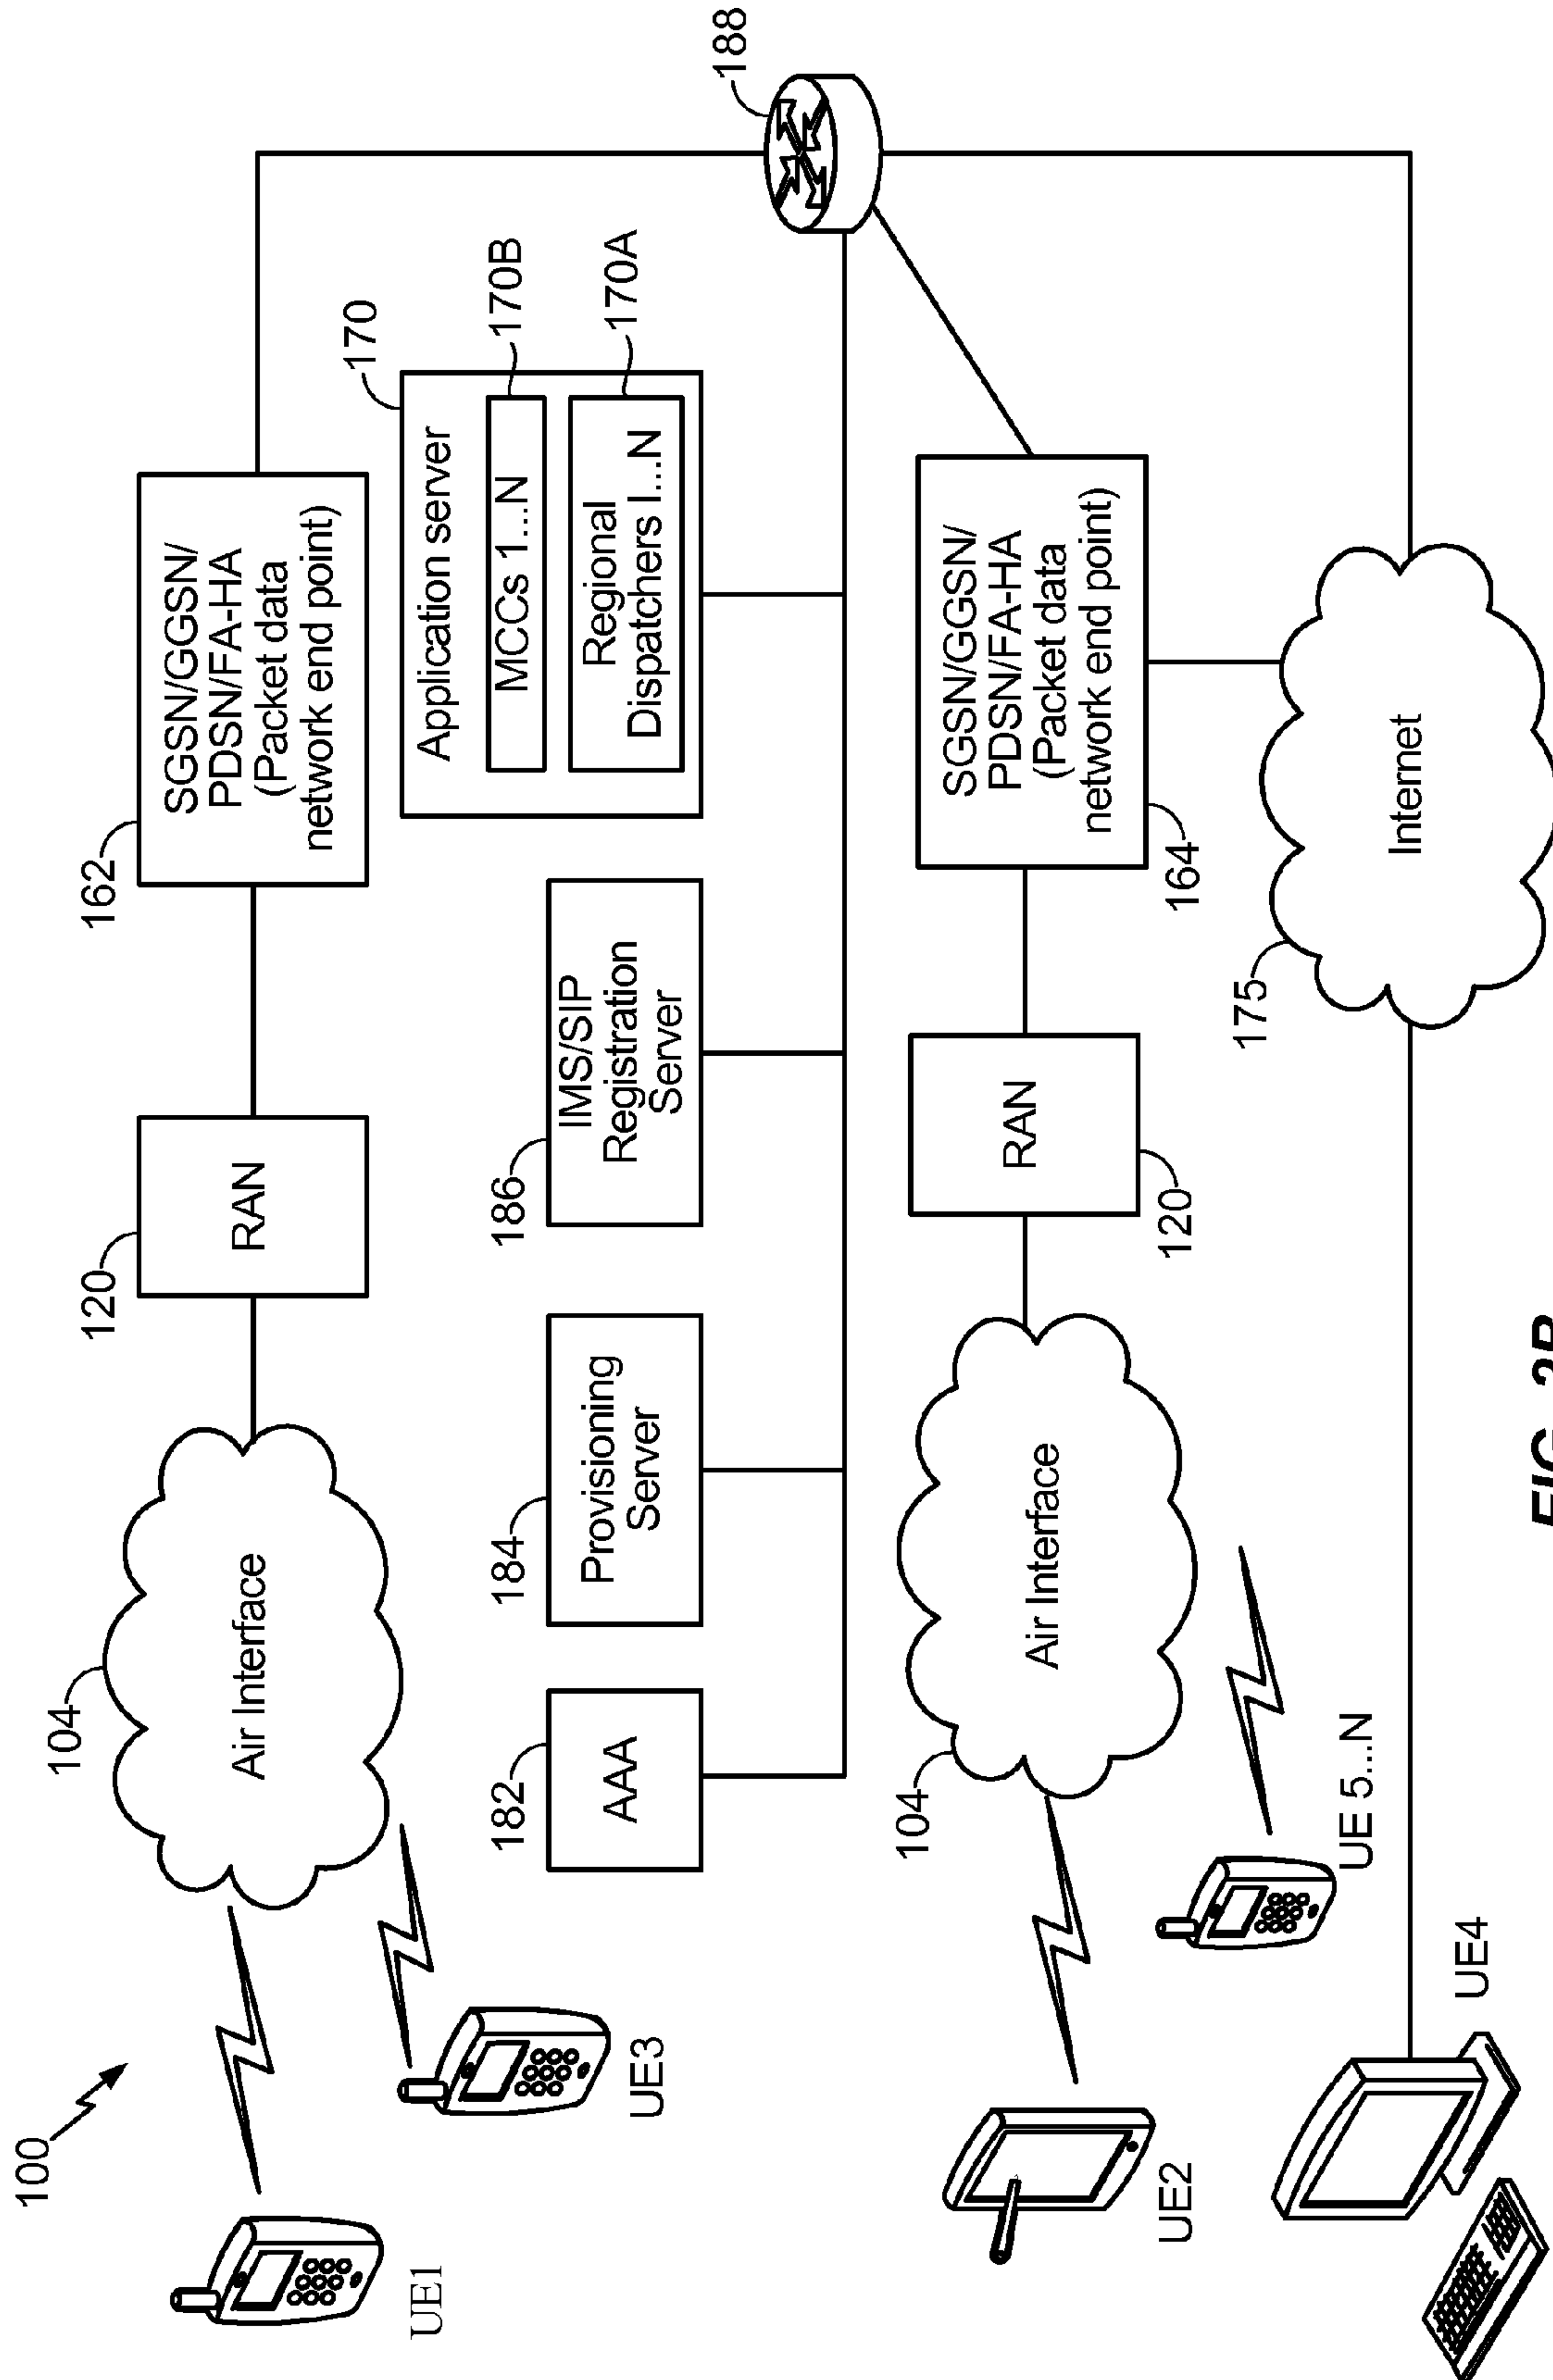 100
UE1
UE3
104
Air Interface
120
RAN
162
SGSN/GGSN/
PDSN/FA-HA
(Packet data
network end point)
182
AAA
184
Provisioning
Server
186
IMS/SIP
Registration
Server
170
Application server
MCCs 1...N
170B
Regional
Dispatchers I...N
170A
188
UE2
UE 5...N
104
Air Interface
120
RAN
164
SGSN/GGSN/
PDSN/FA-HA
(Packet data
network end point)
UE4
175
Internet